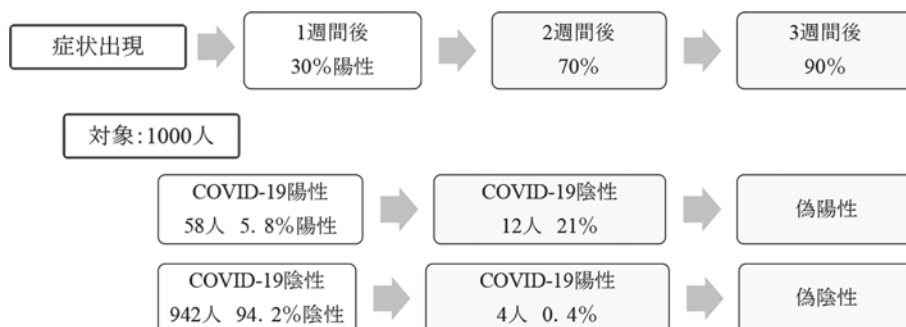 症状出現
1週間後
30%陽性
2週間後
70%
3週間後
90%
対象:1000人
COVID-19陽性
58人 5. 8%陽性
COVID-19陰性
12人 21%
偽陽性
COVID-19陰性
942人 94. 2%陰性
COVID-19陽性
4人 0. 4%
偽陰性